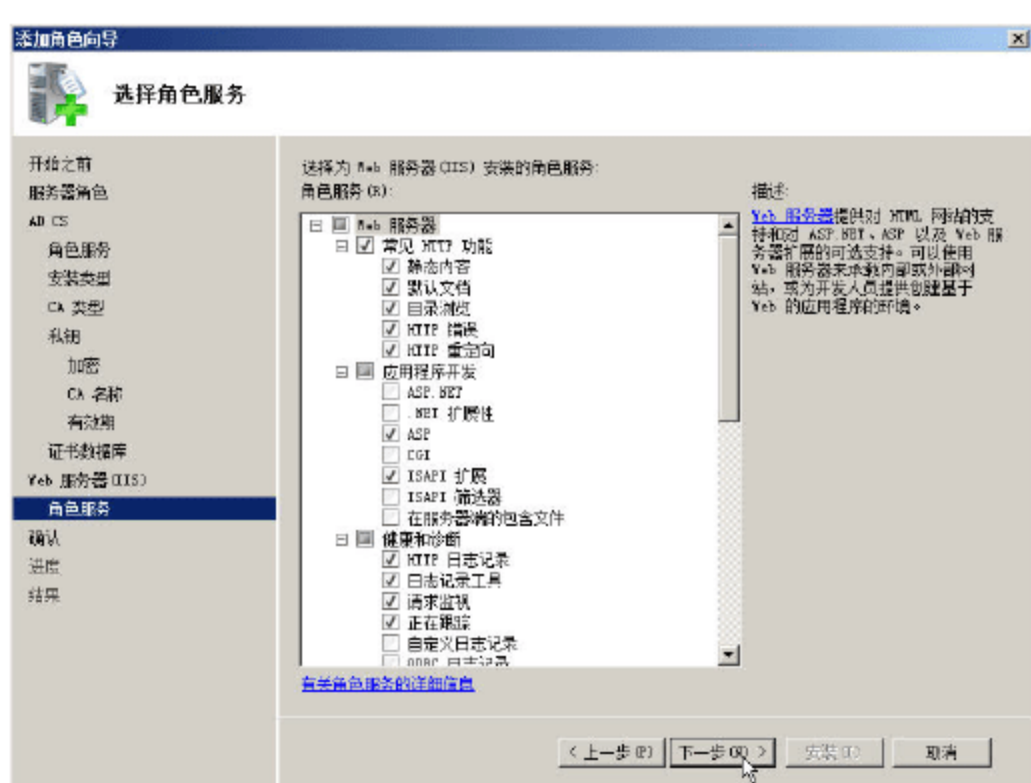 添加角色向导
选择角色服务
开始之前
服务器角色
AD CS
角色服务
安装类型
CA 类型
私钥
加密
CA 名称
有效期
证书数据库
Web 服务器(IIS)
角色服务
确认
进度
结果
选择为 Web 服务器(IIS) 安装的角色服务:
角色服务(R):
Web 服务器
常见 HTTP 功能
静态内容
默认文档
目录浏览
HTTP 错误
HTTP 重定向
应用程序开发
ASP.NET
.NET 扩展性
ASP
CGI
ISAPI 扩展
ISAPI 筛选器
在服务器端的包含文件
健康和诊断
HTTP 日志记录
日志记录工具
请求监视
正在跟踪
自定义日志记录
ODBC 日志记录
有关角色服务的详细信息
描述:
Web 服务器提供对 HTML 网站的支
持和对 ASP.NET、ASP 以及 Web 服
务器扩展的可选支持。可以使用
Web 服务器来承载内部或外部网
站，或为开发人员提供创建基于
Web 的应用程序的环境。
< 上一步(P)
下一步(N) >
安装(I)
取消